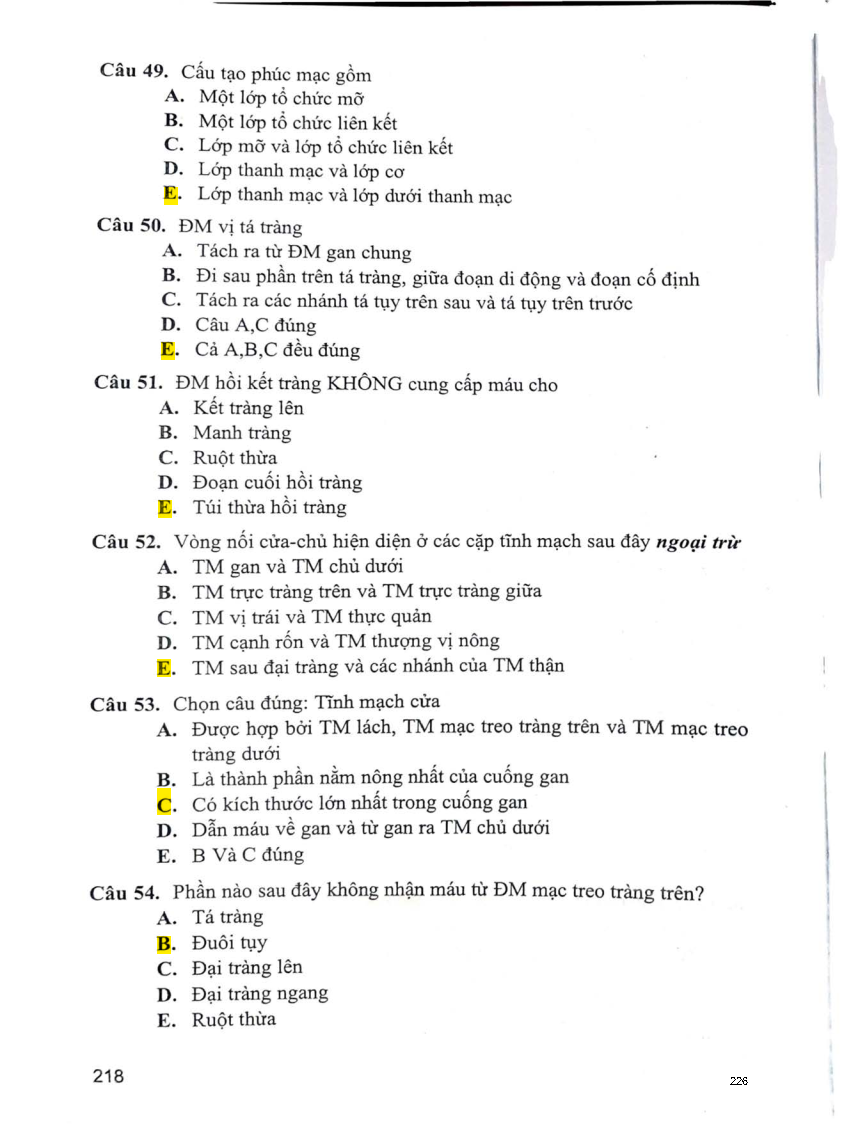 Câu 49. Cấu tạo phúc mạc gồm
A. Một lớp tổ chức mỡ
B. Một lớp tổ chức liên kết
C. Lớp mỡ và lớp tổ chức liên kết
D. Lớp thanh mạc và lớp cơ
E. Lớp thanh mạc và lớp dưới thanh mạc
Câu 50. ĐM vị tá tràng
A. Tách ra từ ĐM gan chung
B. Đi sau phần trên tá tràng, giữa đoạn di động và đoạn cố định
C. Tách ra các nhánh tá tụy trên sau và tá tụy trên trước
D. Câu A,C đúng
E. Cả A,B,C đều đúng
Câu 51. ĐM hồi kết tràng KHÔNG cung cấp máu cho
A. Kết tràng lên
B. Manh tràng
C. Ruột thừa
D. Đoạn cuối hồi tràng
E. Túi thừa hồi tràng
Câu 52. Vòng nối cửa-chủ hiện diện ở các cặp tĩnh mạch sau đây ngoại trừ
A. TM gan và TM chủ dưới
B. TM trực tràng trên và TM trực tràng giữa
C. TM vị trái và TM thực quản
D. TM cạnh rốn và TM thượng vị nông
E. TM sau đại tràng và các nhánh của TM thận
Câu 53. Chọn câu đúng: Tĩnh mạch cửa
A. Được hợp bởi TM lách, TM mạc treo tràng trên và TM mạc treo
tràng dưới
B. Là thành phần nằm nông nhất của cuống gan
C. Có kích thước lớn nhất trong cuống gan
D. Dẫn máu về gan và từ gan ra TM chủ dưới
E. B Và C đúng
Câu 54. Phần nào sau đây không nhận máu từ ĐM mạc treo tràng trên?
A. Tá tràng
B. Đuôi tụy
C. Đại tràng lên
D. Đại tràng ngang
E. Ruột thừa
218
226